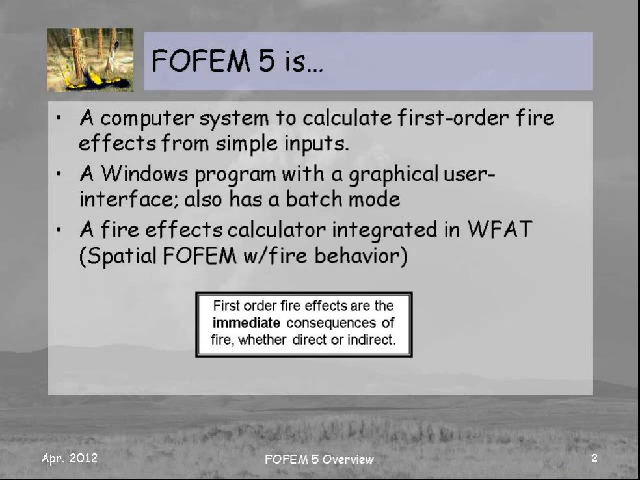 FOFEM 5 is…
• A computer system to calculate first-order fire
effects from simple inputs.
• A Windows program with a graphical user-
interface; also has a batch mode
• A fire effects calculator integrated in WFAT
(Spatial FOFEM w/fire behavior)
First order fire effects are the
immediate consequences of
fire, whether direct or indirect.
Apr. 2012
FOFEM 5 Overview
2